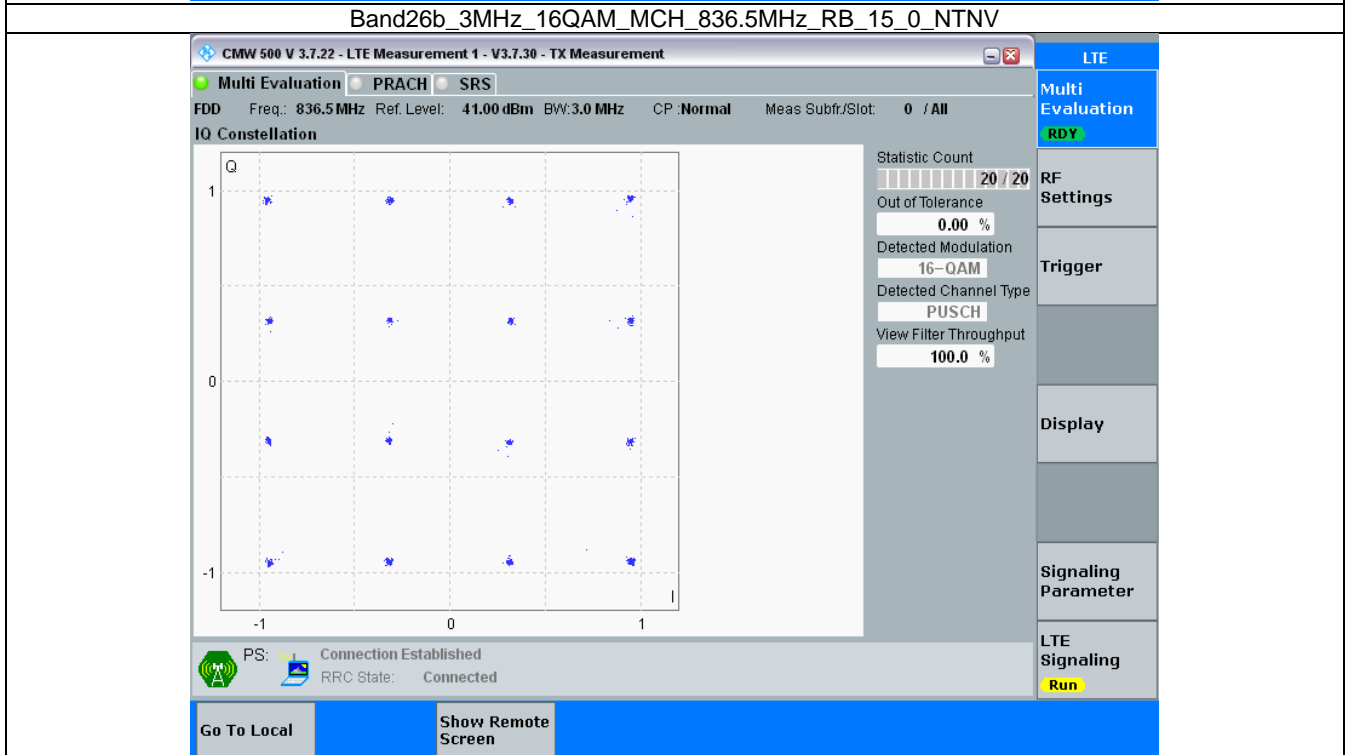 Band26b_3MHz_16QAM_MCH_836.5MHz_RB_15_0_NTNV
CMW 500 V 3.7.22 - LTE Measurement 1 - V3.7.30 - TX Measurement
LTE
Multi Evaluation PRACH SRS
Multi
Evaluation
RDY
FDD Freq.: 836.5 MHz Ref. Level: 41.00 dBm BW:3.0 MHz CP :Normal Meas Subfr./Slot: 0 / All
IQ Constellation
Q
1
0
-1
I
-1 0 1
Statistic Count
20 / 20
Out of Tolerance
0.00 %
Detected Modulation
16-QAM
Detected Channel Type
PUSCH
View Filter Throughput
100.0 %
RF
Settings
Trigger
Display
Signaling
Parameter
LTE
Signaling
Run
PS: Connection Established
RRC State: Connected
Go To Local
Show Remote
Screen